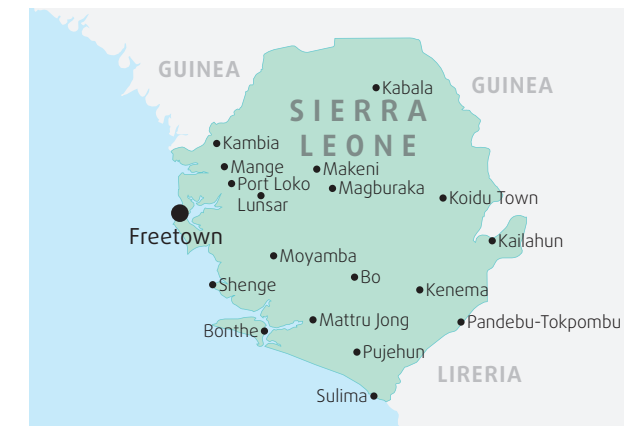 GUINEA
GUINEA
Kabala
SIERRA
LEONE
Kambia
Mange
Makeni
Port Loko
Magburaka
Lunsar
Koidu Town
Freetown
Kailahun
Moyamba
Bo
Shenge
Kenema
Mattru Jong
Pandebu-Tokpombu
Bonthe
Pujehun
LIRERIA
Sulima